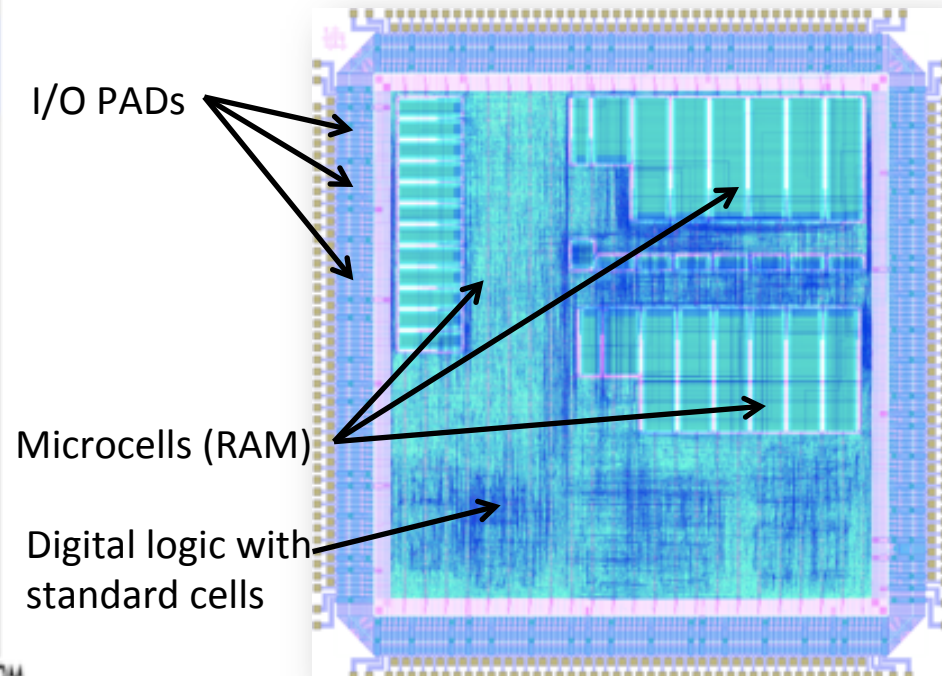 I/O PADs
Microcells (RAM)
Digital logic with
standard cells